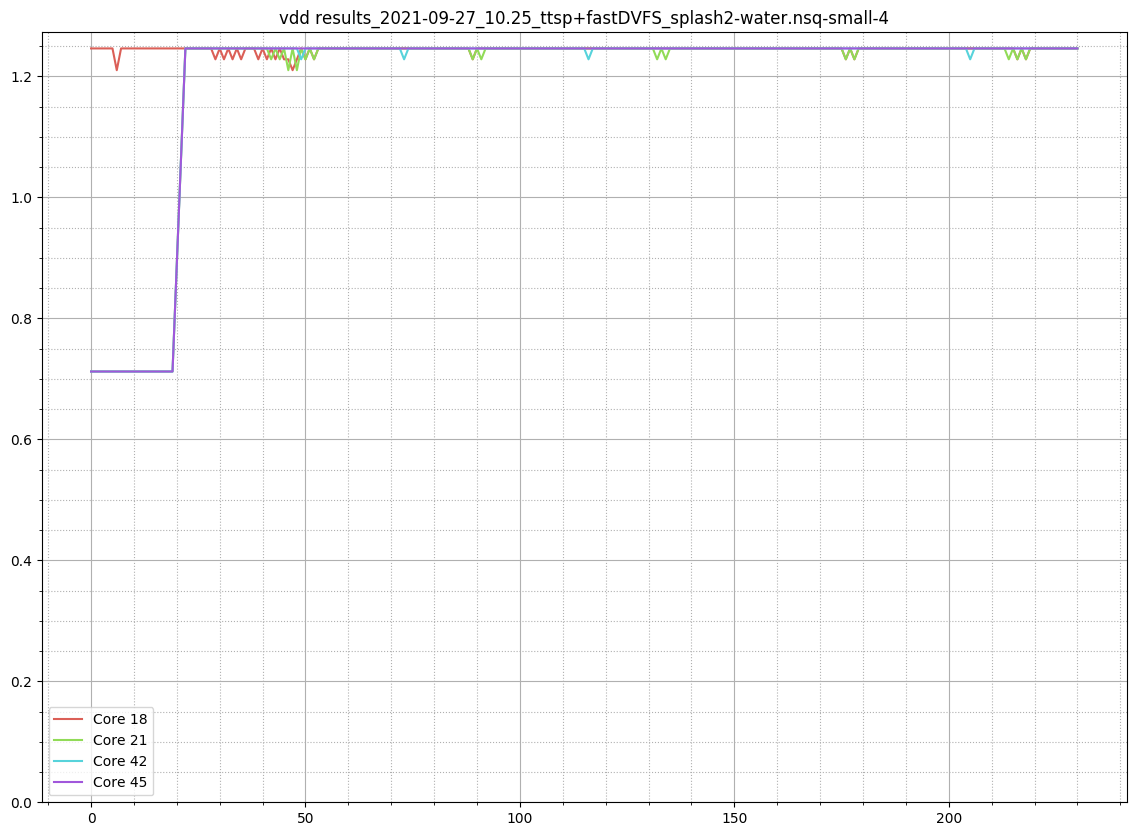 vdd results_2021-09-27_10.25_ttsp+fastDVFS_splash2-water.nsq-small-4
1.2
1.0
0.8
0.6
0.4
0.2
0.0
Core 18
Core 21
Core 42
Core 45
0 50 100 150 200